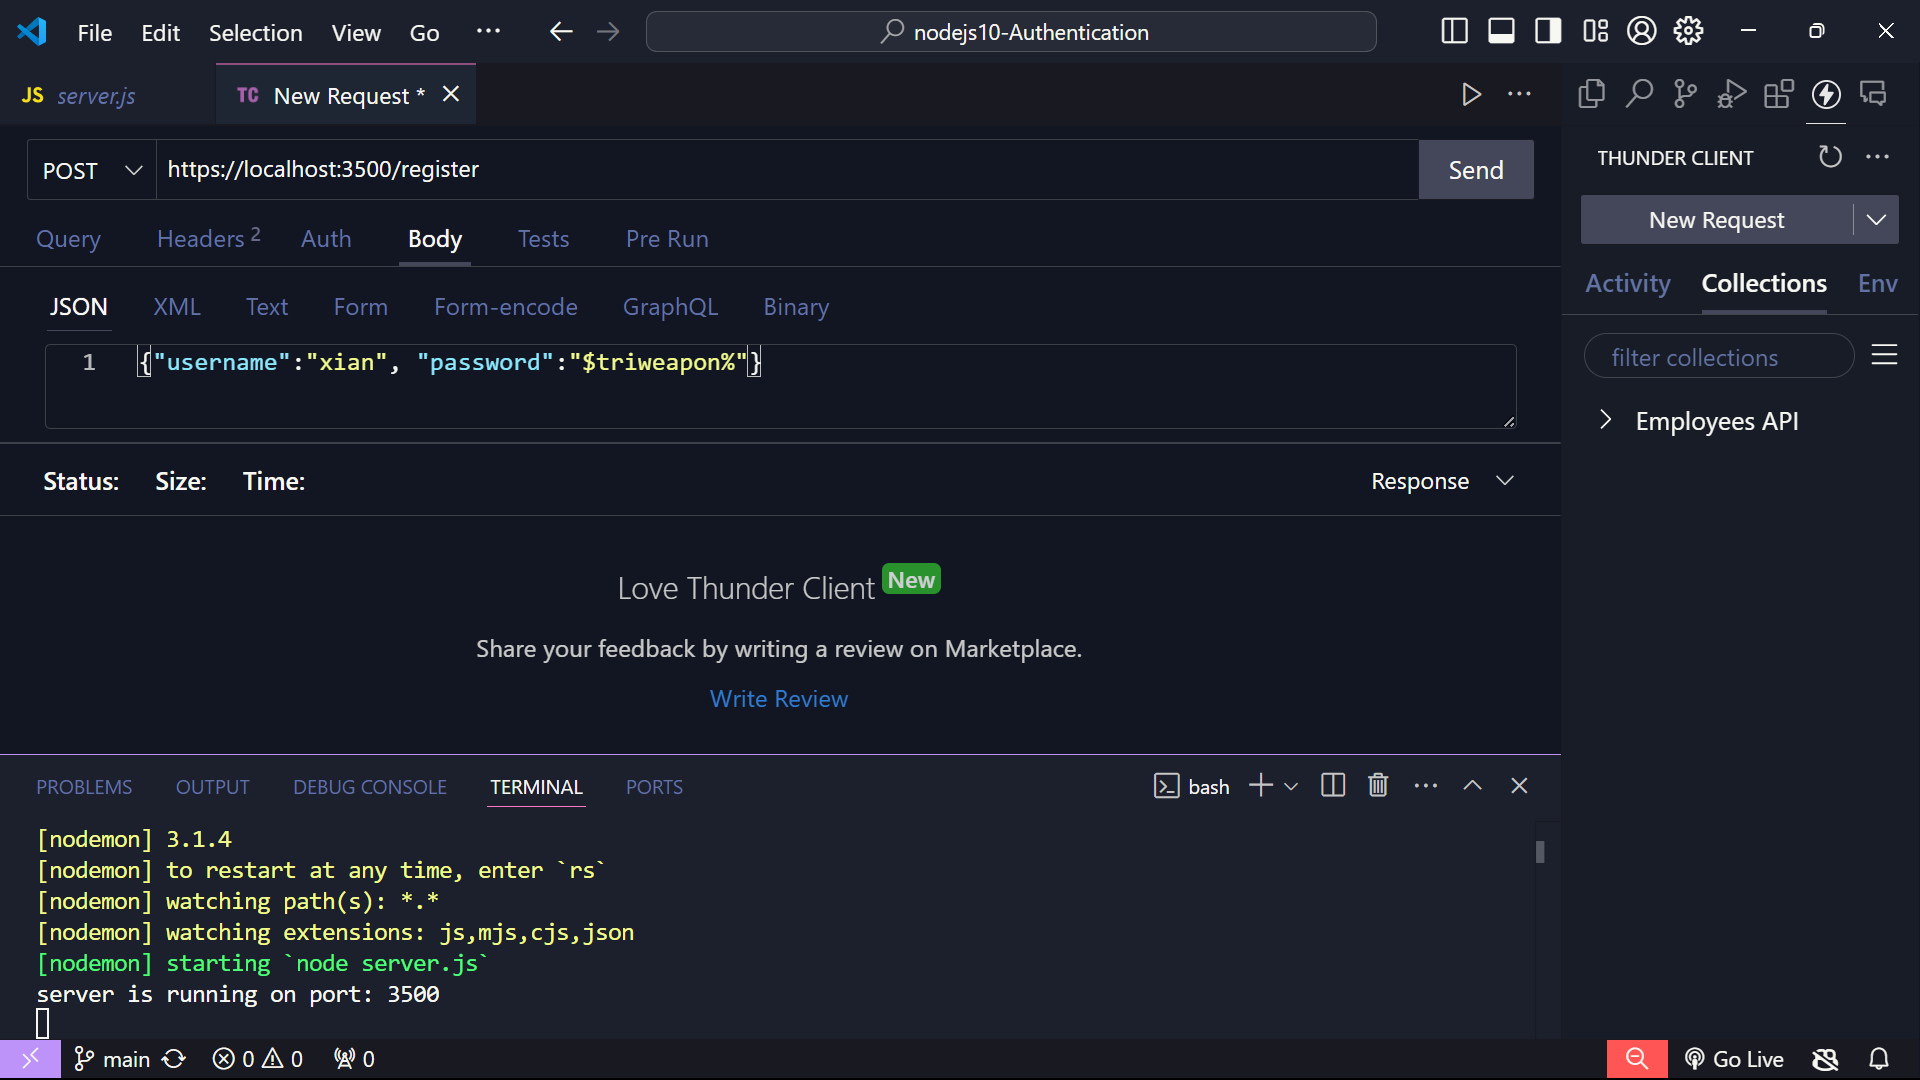 File Edit Selection View Go ··· nodejs10-Authentication
JS server.js TC New Request *
POST https://localhost:3500/register Send
Query Headers 2 Auth Body Tests Pre Run
JSON XML Text Form Form-encode GraphQL Binary
1 {"username":"xian", "password":"$triweapon%"}
Status: Size: Time: Response
Love Thunder Client New
Share your feedback by writing a review on Marketplace.
Write Review
PROBLEMS OUTPUT DEBUG CONSOLE TERMINAL PORTS bash
[nodemon] 3.1.4
[nodemon] to restart at any time, enter `rs`
[nodemon] watching path(s): *.*
[nodemon] watching extensions: js,mjs,cjs,json
[nodemon] starting `node server.js`
server is running on port: 3500
THUNDER CLIENT
New Request
Activity Collections Env
filter collections
Employees API
main 0 0 0 Go Live